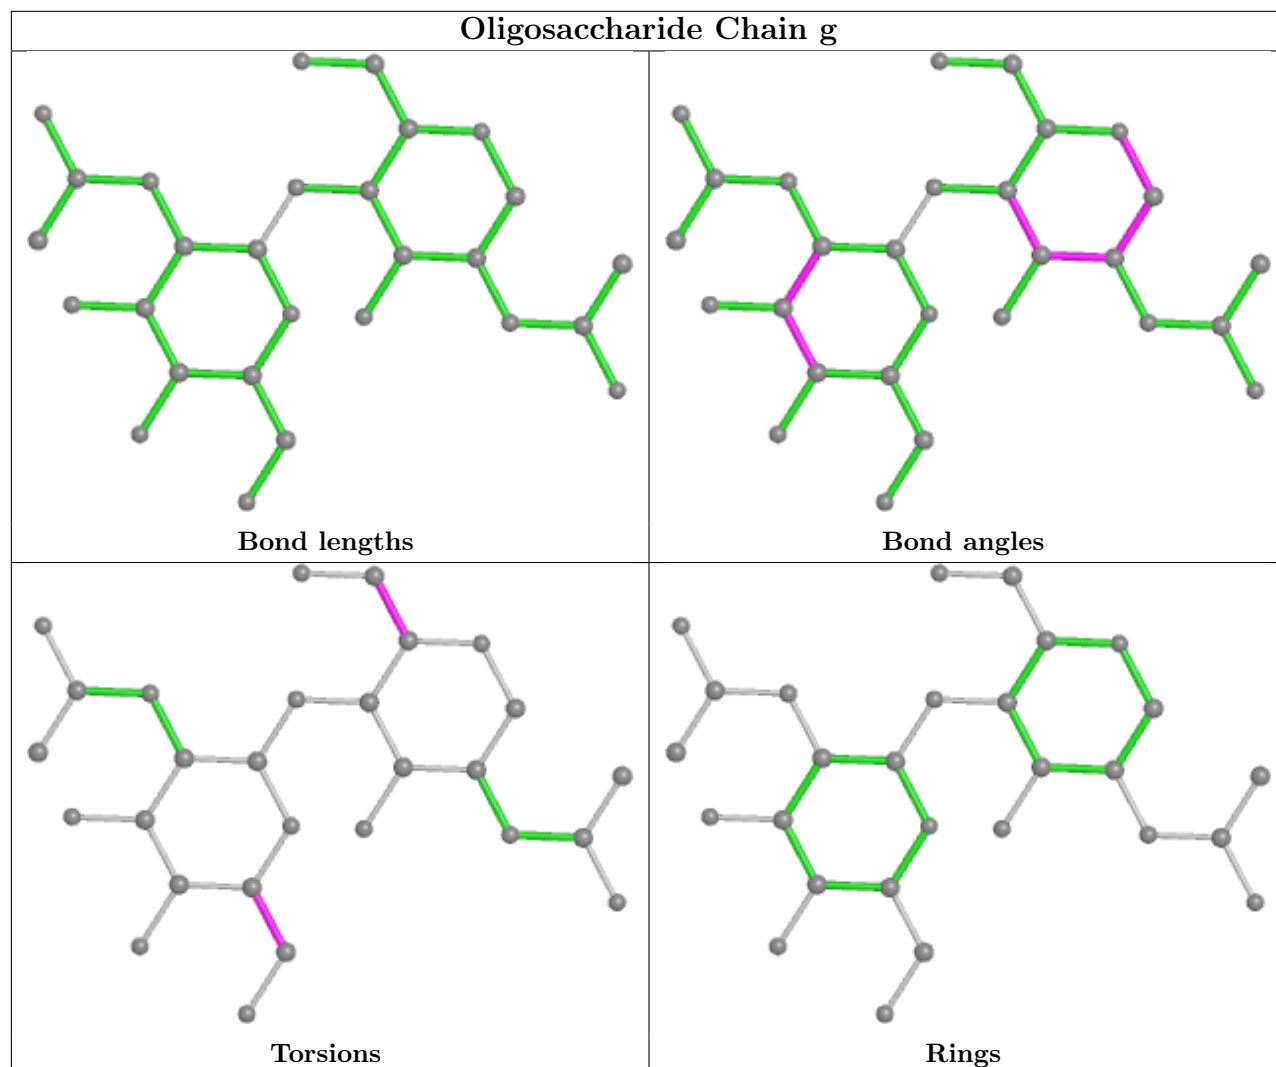 Oligosaccharide Chain g
Bond lengths
Bond angles
Torsions
Rings